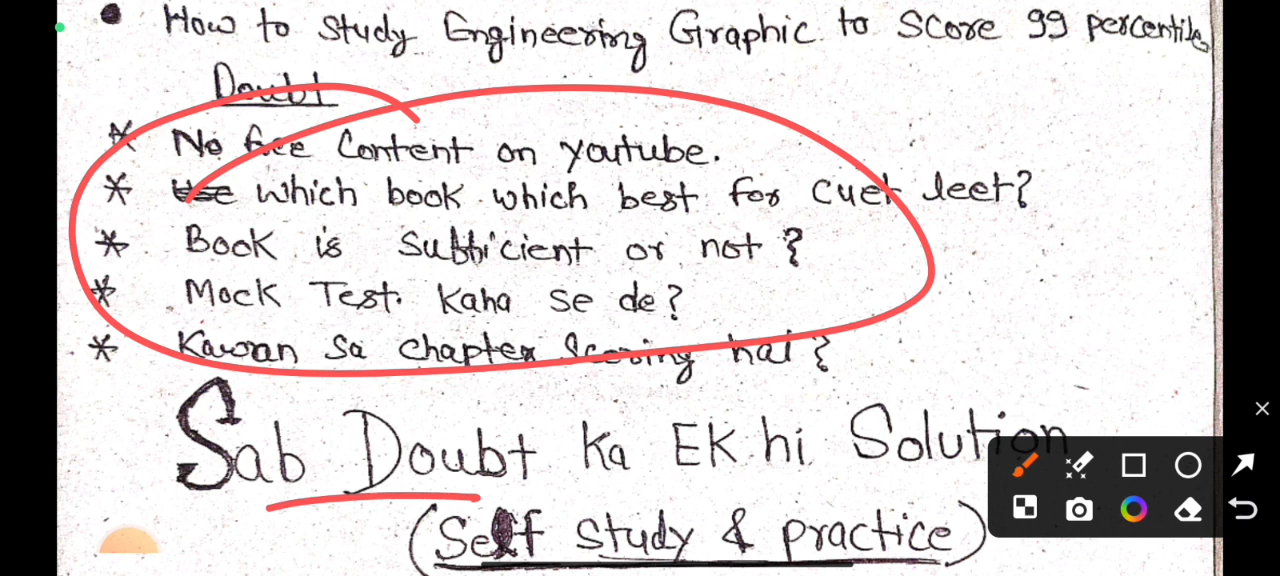 • How to study Engineering Graphic to Score 99 percentile
Doubt
* No free Content on youtube.
* Use which book which best for cuet leet?
* Book is Sufficient or not ?
* Mock Test. Kaha se de?
* Kawan sa chapter Scoring hai ?
Sab Doubt Ka EK hi Solution
(Self study & practice)